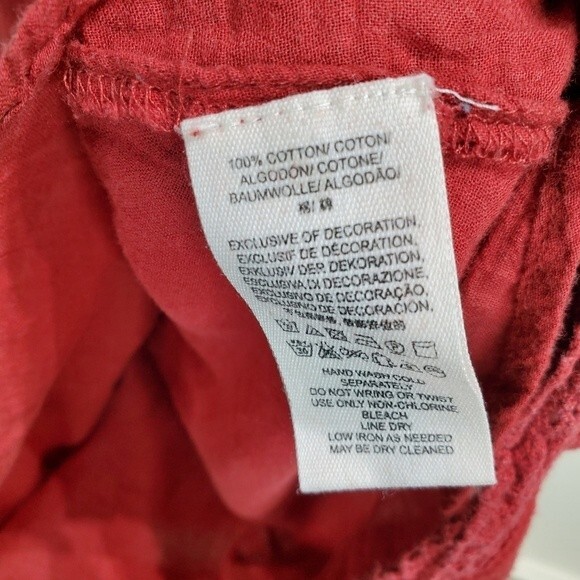 100% COTTON/ COTON/
ALGODÓN/ COTONE/
BAUMWOLLE/ ALGODÃO/
棉/ 綿
EXCLUSIVE OF DECORATION.
EXCLUSIF DE DÉCORATION.
EXKLUSIV DER DEKORATION.
ESCLUSIVA DI DECORAZIONE.
EXCLUSIVO DE DECORAÇÃO.
EXCLUSIVO DE DECORACIÓN.
HAND WASH COLD
SEPARATELY
DO NOT WRING OR TWIST
USE ONLY NON-CHLORINE
BLEACH
LINE DRY
LOW IRON AS NEEDED
MAY BE DRY CLEANED